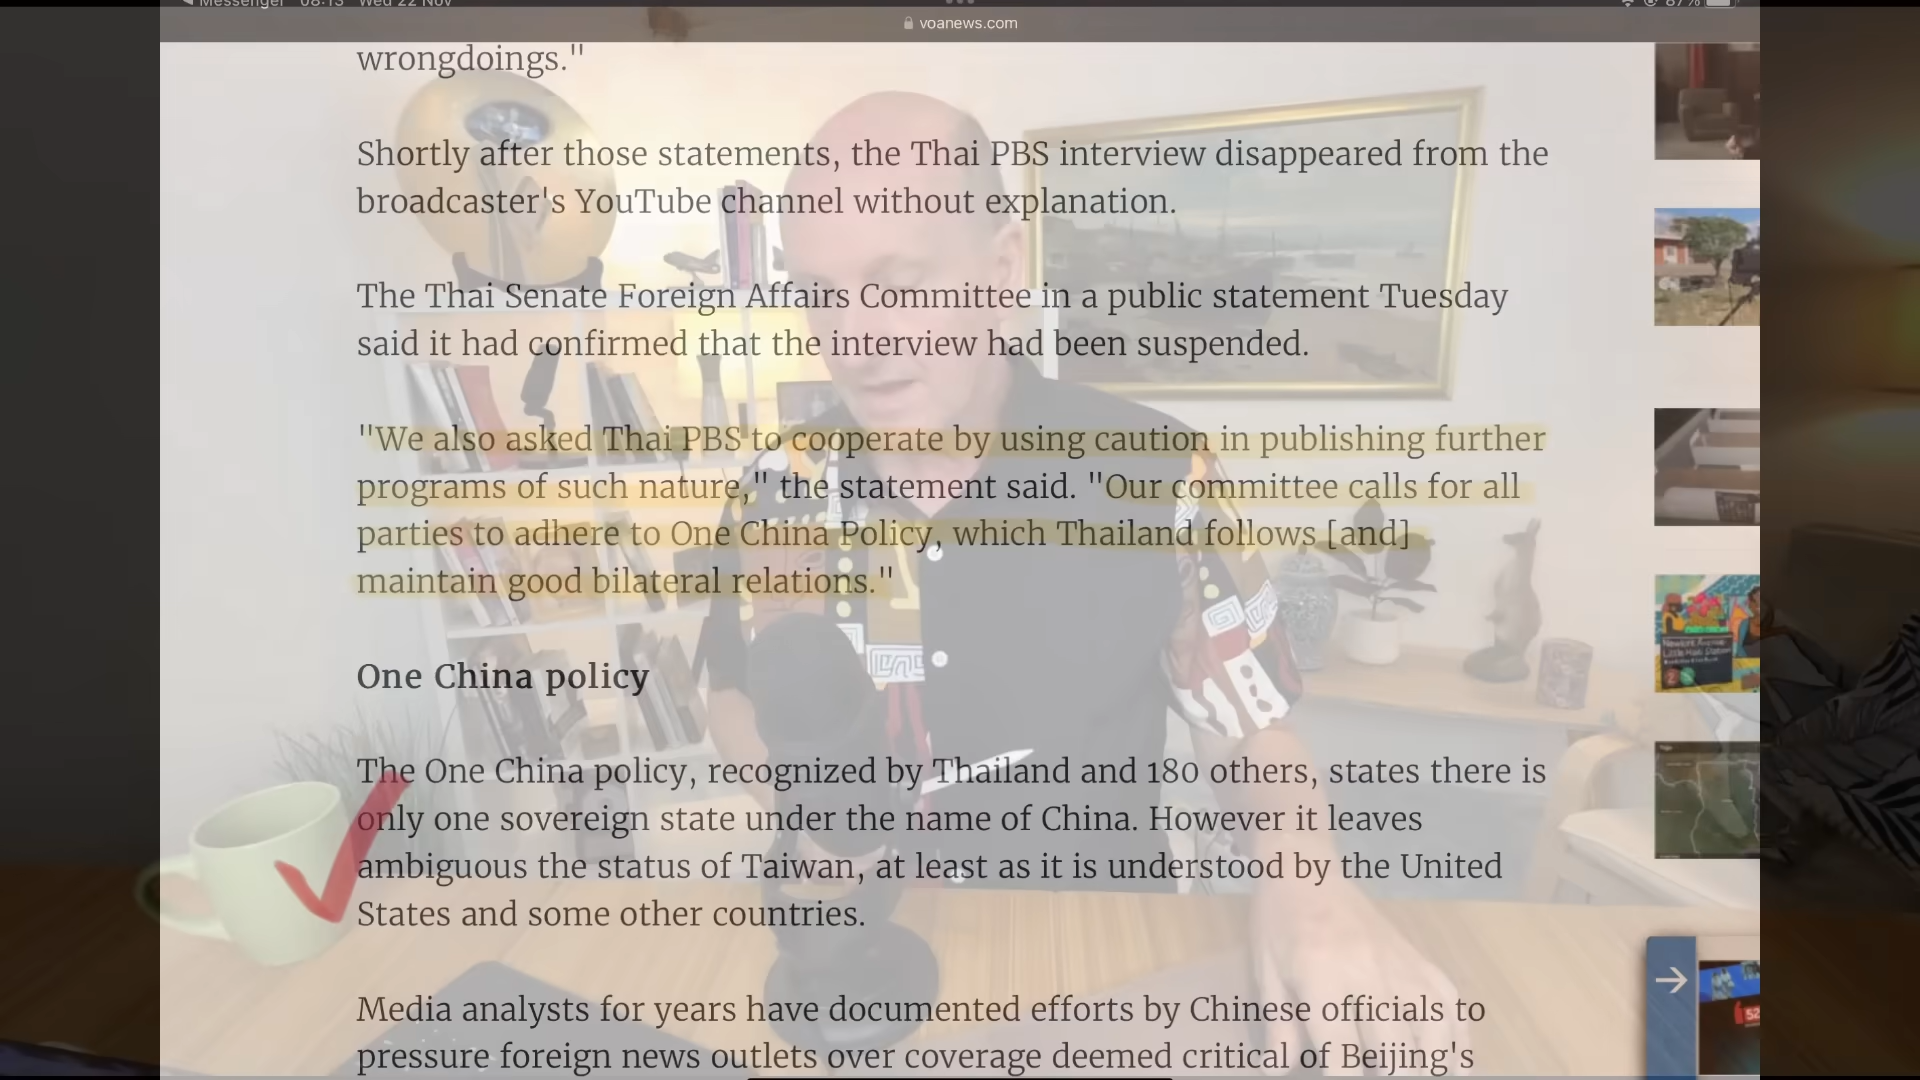 Messenger 08:13 Wed 22 Nov 87%
voanews.com
wrongdoings."
Shortly after those statements, the Thai PBS interview disappeared from the
broadcaster's YouTube channel without explanation.
The Thai Senate Foreign Affairs Committee in a public statement Tuesday
said it had confirmed that the interview had been suspended.
"We also asked Thai PBS to cooperate by using caution in publishing further
programs of such nature," the statement said. "Our committee calls for all
parties to adhere to One China Policy, which Thailand follows [and]
maintain good bilateral relations."
One China policy
The One China policy, recognized by Thailand and 180 others, states there is
only one sovereign state under the name of China. However it leaves
ambiguous the status of Taiwan, at least as it is understood by the United
States and some other countries.
Media analysts for years have documented efforts by Chinese officials to
pressure foreign news outlets over coverage deemed critical of Beijing's